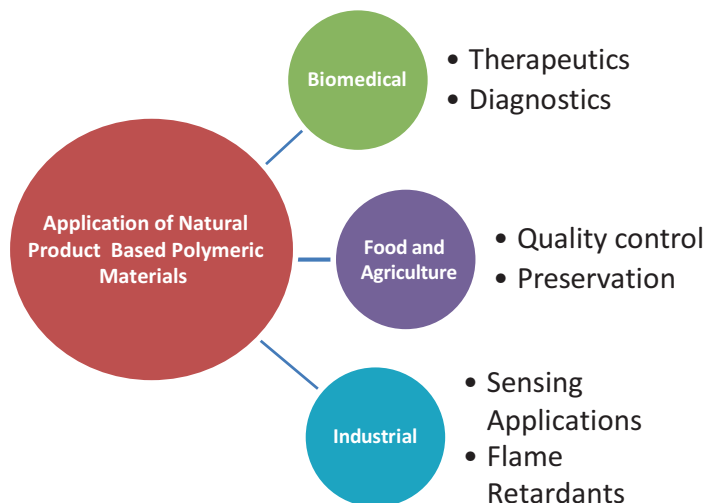 Application of Natural
Product Based Polymeric
Materials
Biomedical
• Therapeutics
• Diagnostics
Food and
Agriculture
• Quality control
• Preservation
Industrial
• Sensing
Applications
• Flame
Retardants